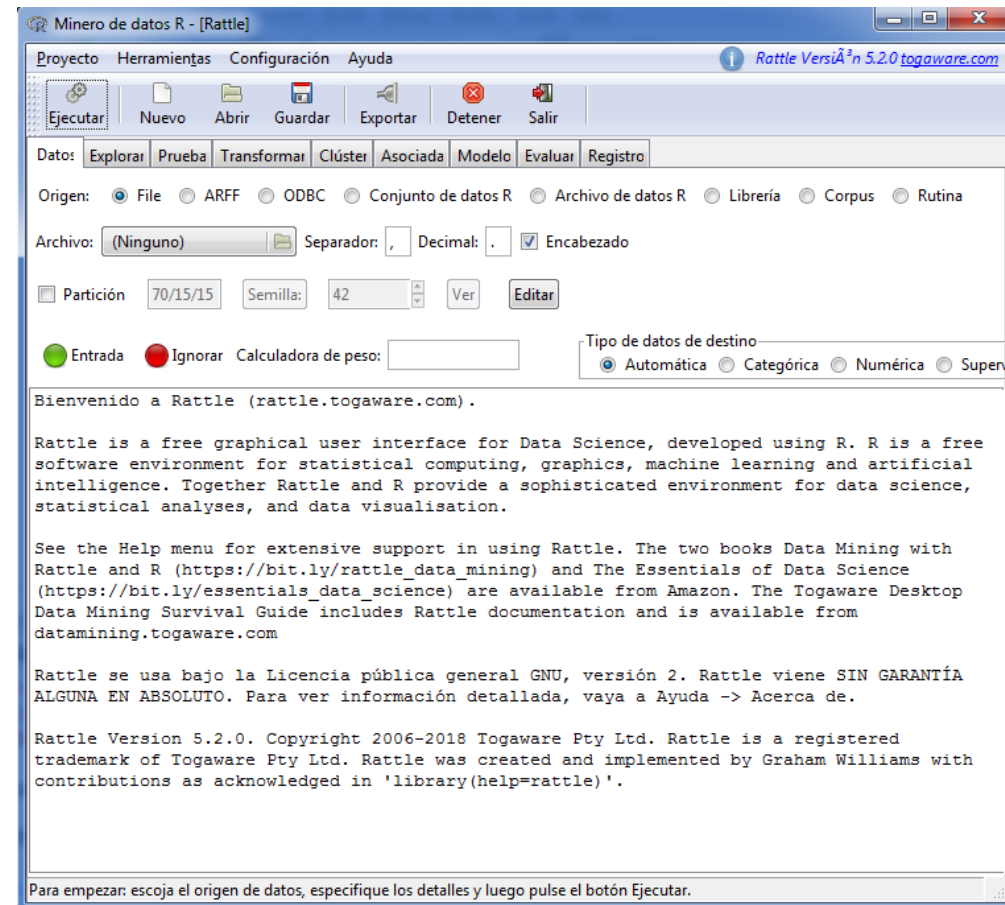 Minero de datos R - [Rattle]
Proyecto Herramientas Configuración Ayuda Rattle VersiÃ³n 5.2.0 togaware.com
Ejecutar Nuevo Abrir Guardar Exportar Detener Salir
Datos Explorar Prueba Transformar Clúster Asociada Modelo Evaluar Registro
Origen: File ARFF ODBC Conjunto de datos R Archivo de datos R Librería Corpus Rutina
Archivo: (Ninguno) Separador: , Decimal: . Encabezado
Partición 70/15/15 Semilla: 42 Ver Editar
Tipo de datos de destino
Entrada Ignorar Calculadora de peso: Automática Categórica Numérica Superv
Bienvenido a Rattle (rattle.togaware.com).
Rattle is a free graphical user interface for Data Science, developed using R. R is a free
software environment for statistical computing, graphics, machine learning and artificial
intelligence. Together Rattle and R provide a sophisticated environment for data science,
statistical analyses, and data visualisation.
See the Help menu for extensive support in using Rattle. The two books Data Mining with
Rattle and R (https://bit.ly/rattle_data_mining) and The Essentials of Data Science
(https://bit.ly/essentials_data_science) are available from Amazon. The Togaware Desktop
Data Mining Survival Guide includes Rattle documentation and is available from
datamining.togaware.com
Rattle se usa bajo la Licencia pública general GNU, versión 2. Rattle viene SIN GARANTÍA
ALGUNA EN ABSOLUTO. Para ver información detallada, vaya a Ayuda -> Acerca de.
Rattle Version 5.2.0. Copyright 2006-2018 Togaware Pty Ltd. Rattle is a registered
trademark of Togaware Pty Ltd. Rattle was created and implemented by Graham Williams with
contributions as acknowledged in 'library(help=rattle)'.
Para empezar: escoja el origen de datos, especifique los detalles y luego pulse el botón Ejecutar.